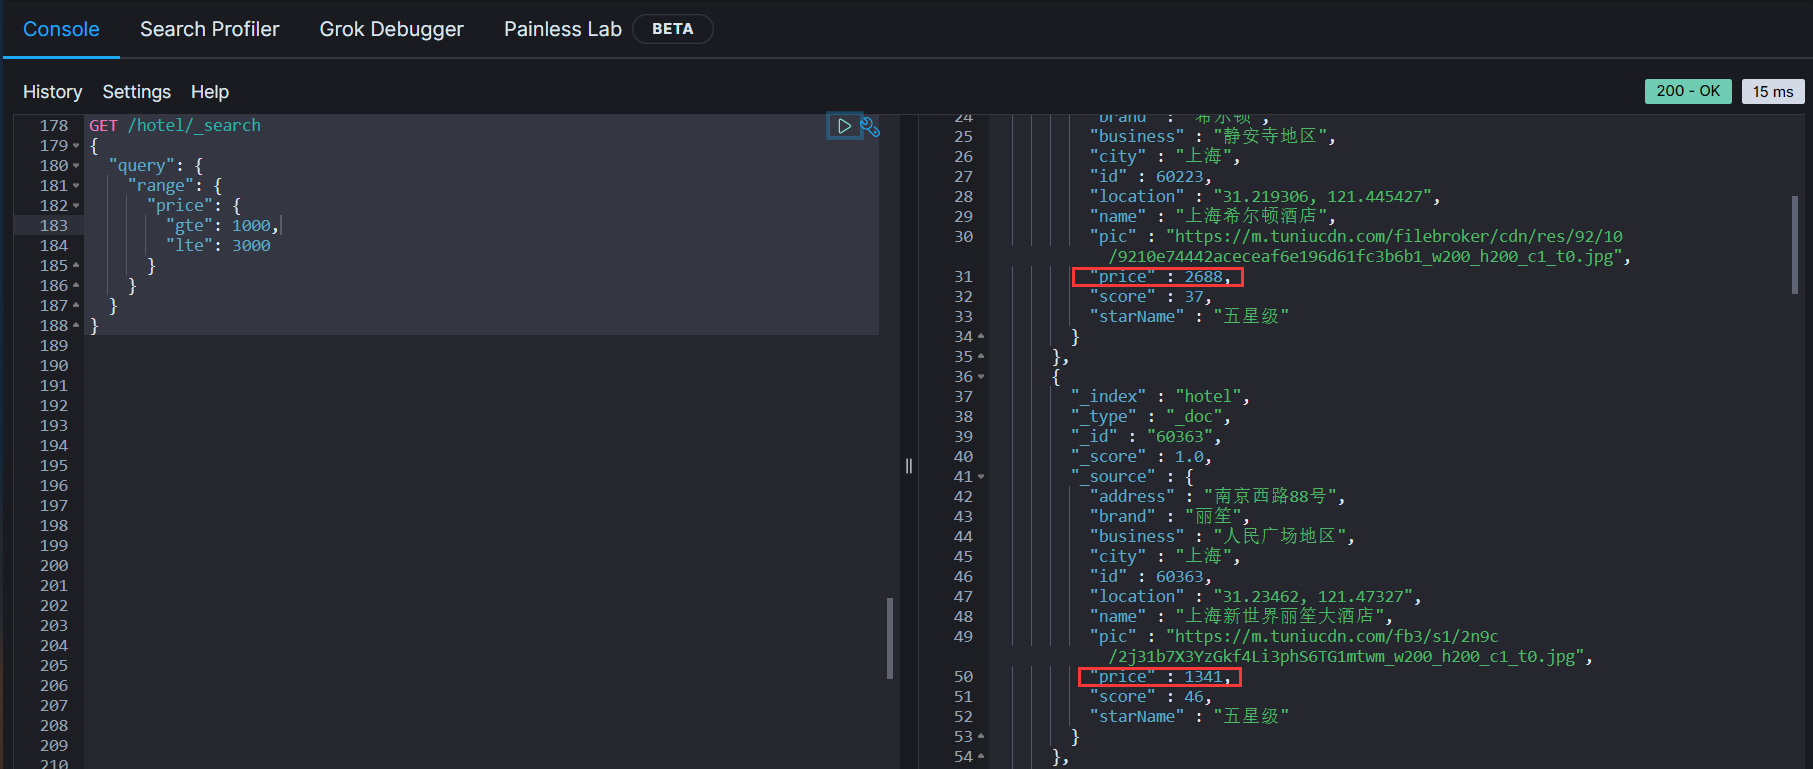 Console Search Profiler Grok Debugger Painless Lab BETA
History Settings Help
200 - OK 15 ms
178 GET /hotel/_search
179 {
180 "query": {
181 "range": {
182 "price": {
183 "gte": 1000,
184 "lte": 3000
185 }
186 }
187 }
188 }
189
190
191
192
193
194
195
196
197
198
199
200
201
202
203
204
205
206
207
208
209
210
24 "brand" : "希尔顿",
25 "business" : "静安寺地区",
26 "city" : "上海",
27 "id" : 60223,
28 "location" : "31.219306, 121.445427",
29 "name" : "上海希尔顿酒店",
30 "pic" : "https://m.tuniucdn.com/filebroker/cdn/res/92/10
/9210e74442aceceaf6e196d61fc3b6b1_w200_h200_c1_t0.jpg",
31 "price" : 2688,
32 "score" : 37,
33 "starName" : "五星级"
34 }
35 },
36 {
37 "_index" : "hotel",
38 "_type" : "_doc",
39 "_id" : "60363",
40 "_score" : 1.0,
41 "_source" : {
42 "address" : "南京西路88号",
43 "brand" : "丽笙",
44 "business" : "人民广场地区",
45 "city" : "上海",
46 "id" : 60363,
47 "location" : "31.23462, 121.47327",
48 "name" : "上海新世界丽笙大酒店",
49 "pic" : "https://m.tuniucdn.com/fb3/s1/2n9c
/2j31b7X3YzGkf4Li3phS6TG1mtwm_w200_h200_c1_t0.jpg",
50 "price" : 1341,
51 "score" : 46,
52 "starName" : "五星级"
53 }
54 },